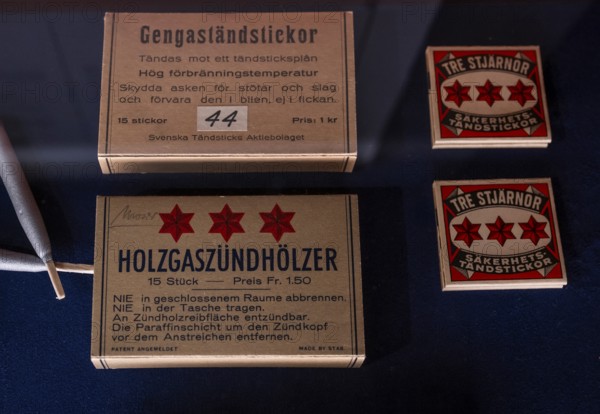 Gengaständstickor
Tändas mot ett tändsticksplån
Hög förbränningstemperatur
Skydda asken för stötar och slag
och förvara den i bilen, ej i fickan.
15 stickor 44 Pris: 1 kr
Svenska Tändsticks Aktiebolaget
TRE STJÄRNOR
SÄKERHETS-
TÄNDSTICKOR
HOLZGASZÜNDHÖLZER
15 Stück — Preis Fr. 1.50
NIE in geschlossenem Raume abbrennen.
NIE in der Tasche tragen.
An Zündholzreibfläche entzündbar.
Die Paraffinschicht um den Zündkopf
vor dem Anstreichen entfernen.
PATENT ANGEMELDET MADE BY STAB
TRE STJÄRNOR
SÄKERHETS-
TÄNDSTICKOR